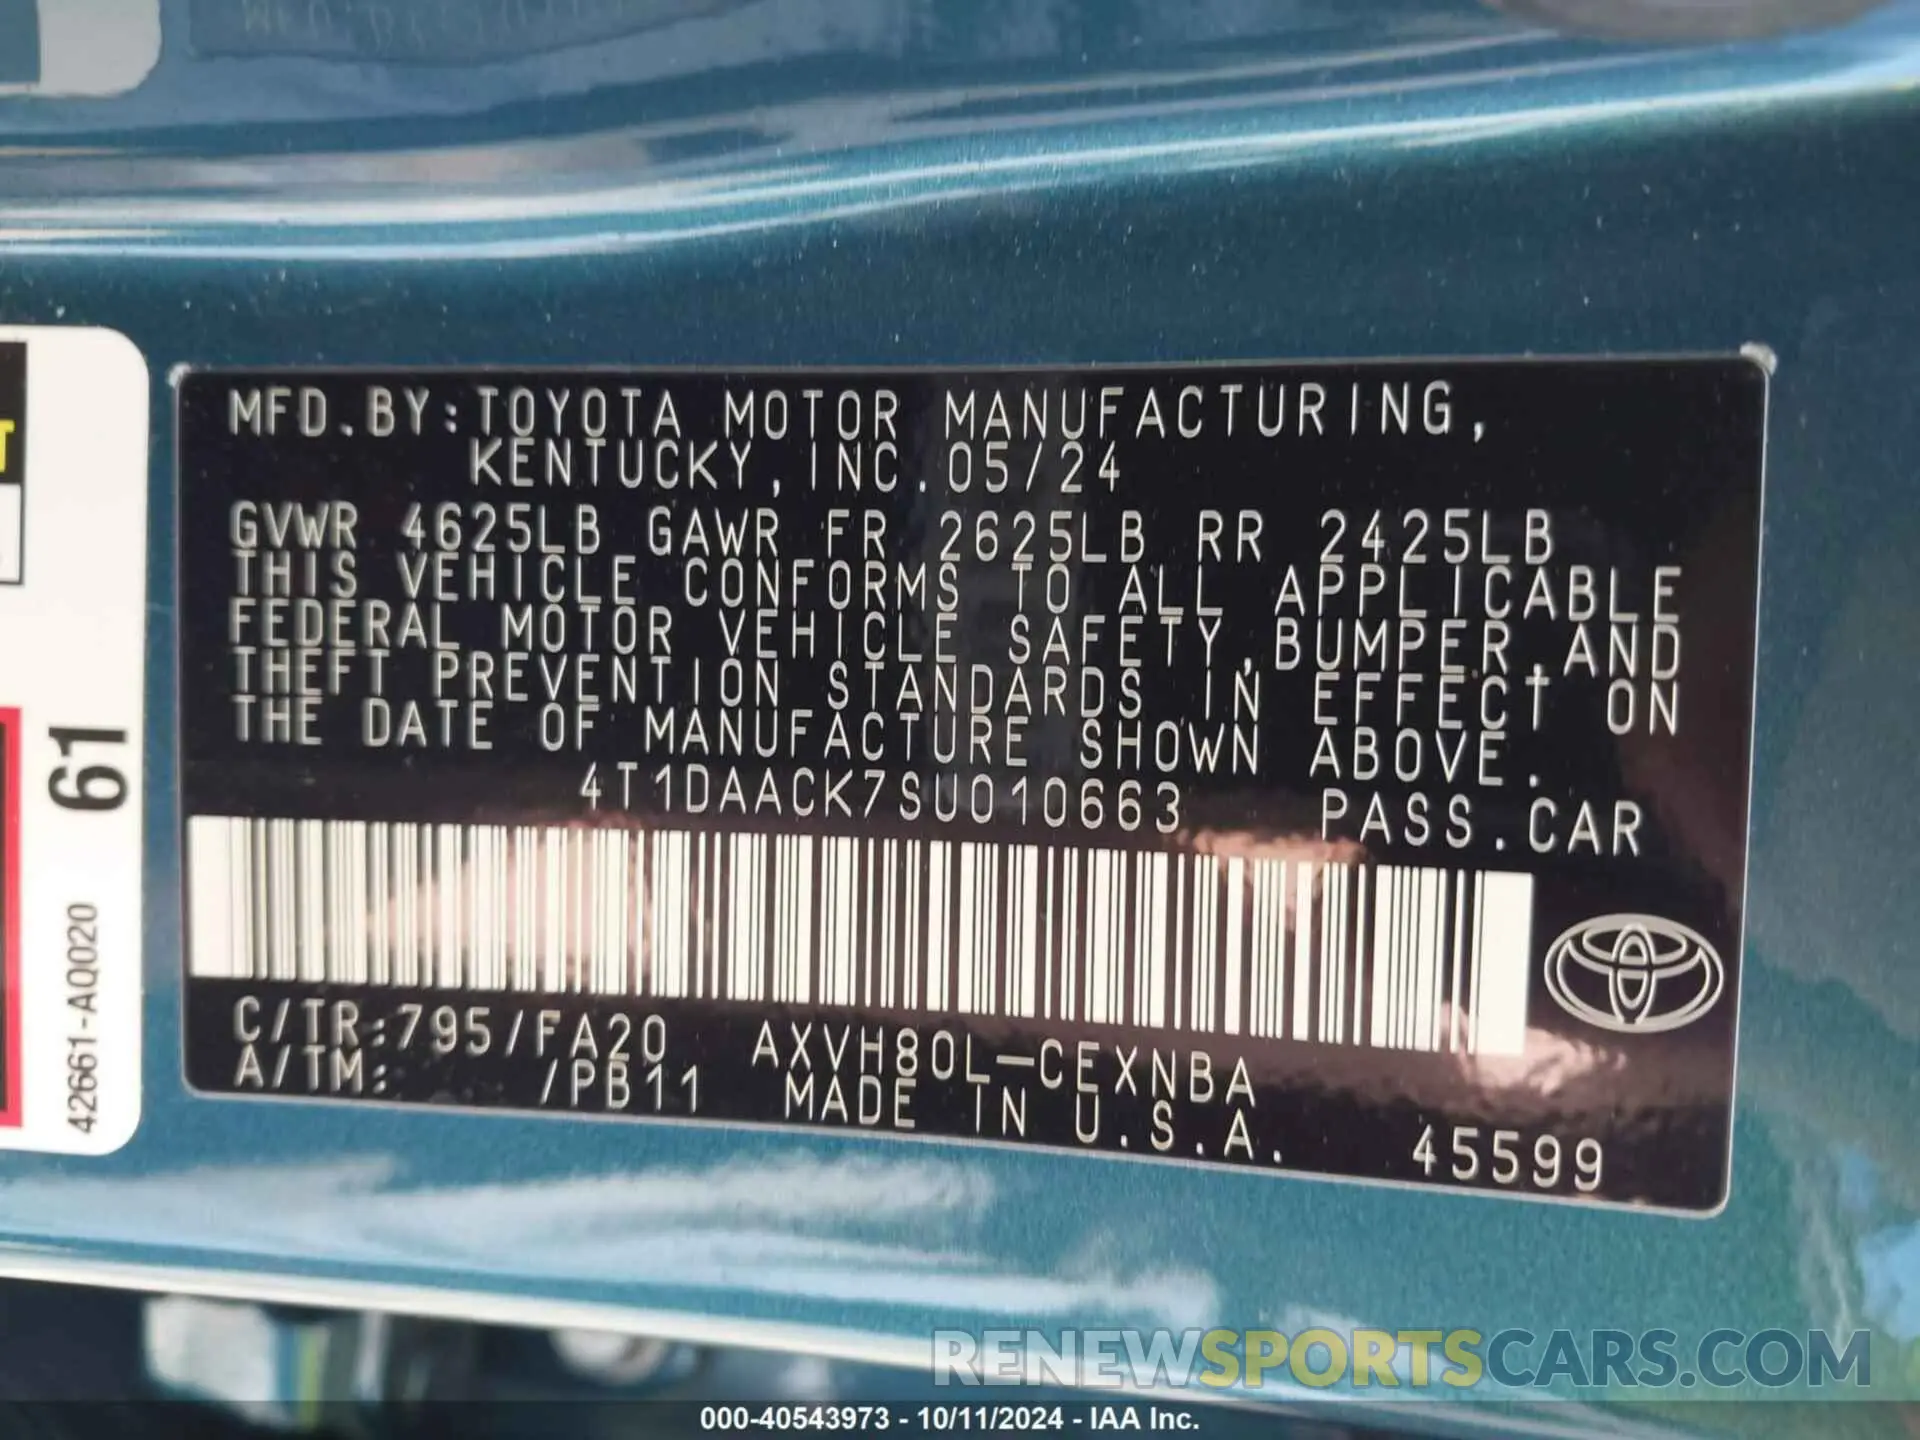 MFD.BY:TOYOTA MOTOR MANUFACTURING,
KENTUCKY,INC.05/24
GVWR 4625LB GAWR FR 2625LB RR 2425LB
THIS VEHICLE CONFORMS TO ALL APPLICABLE
FEDERAL MOTOR VEHICLE SAFETY,BUMPER,AND
THEFT PREVENTION STANDARDS IN EFFECT ON
THE DATE OF MANUFACTURE SHOWN ABOVE.
4T1DAACK7SU010663 PASS.CAR
C/TR:795/FA20 AXVH80L-CEXNBA
A/TM: /PB11 MADE IN U.S.A.
45599
61
42661-AQ020
T
RENEWSPORTSCARS.COM
000-40543973 - 10/11/2024 - IAA Inc.